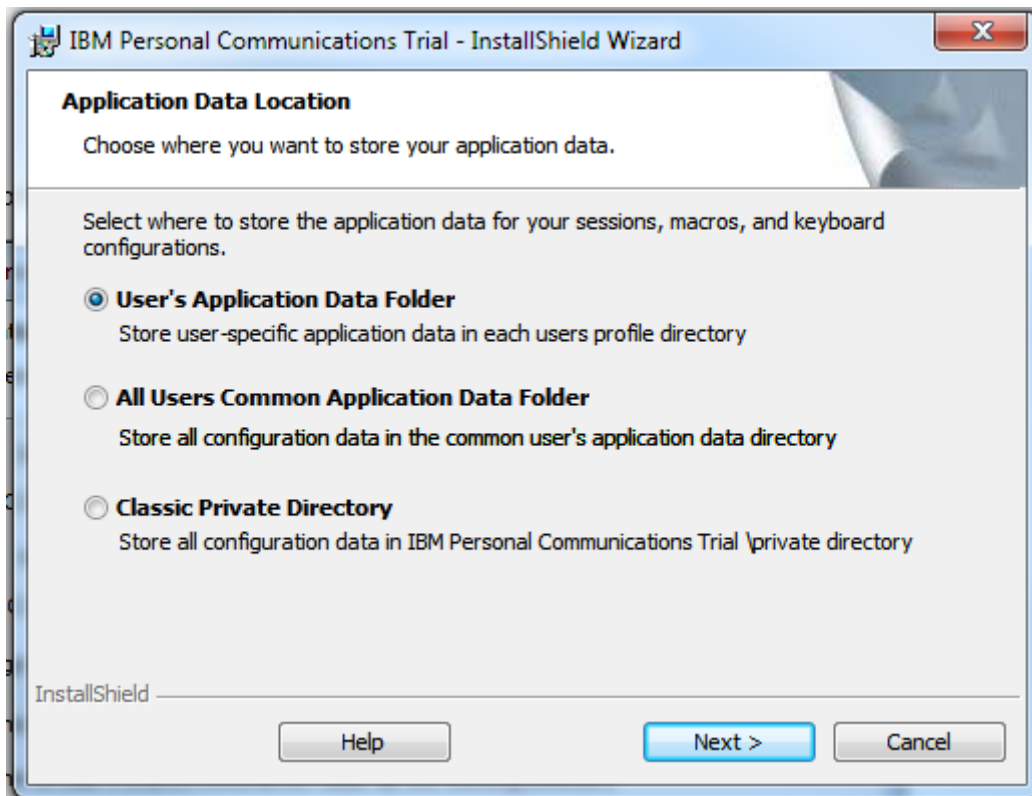 IBM Personal Communications Trial - InstallShield Wizard
Application Data Location
Choose where you want to store your application data.
Select where to store the application data for your sessions, macros, and keyboard
configurations.
User's Application Data Folder
Store user-specific application data in each users profile directory
All Users Common Application Data Folder
Store all configuration data in the common user's application data directory
Classic Private Directory
Store all configuration data in IBM Personal Communications Trial \private directory
InstallShield
Help
Next >
Cancel